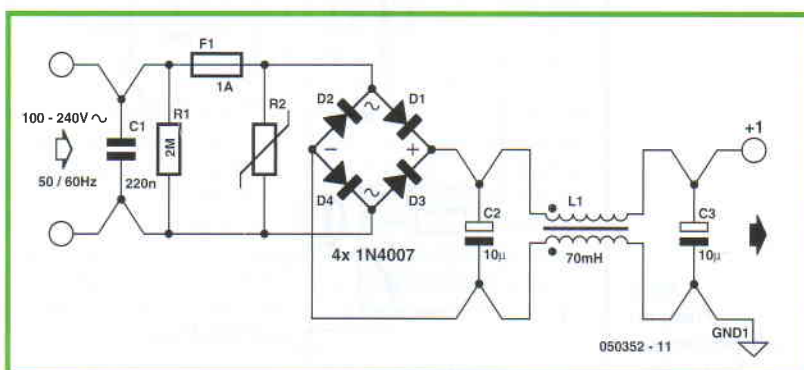 F1
1A
100 - 240V ~
50 / 60Hz
C1
220n
R1
2M
R2
D2
D1
D4
D3
~
~
−
+
4x 1N4007
C2
10µ
L1
70mH
C3
10µ
+1
GND1
050352 - 11